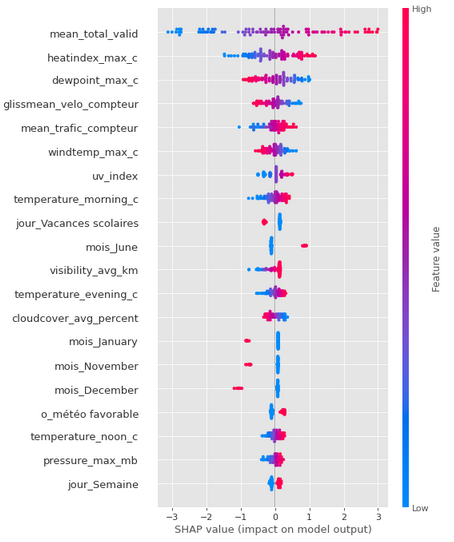 High
mean_total_valid
heatindex_max_c
dewpoint_max_c
glissmean_velo_compteur
mean_trafic_compteur
windtemp_max_c
uv_index
temperature_morning_c
jour_Vacances scolaires
mois_June
visibility_avg_km
temperature_evening_c
cloudcover_avg_percent
mois_January
mois_November
mois_December
o_météo favorable
temperature_noon_c
pressure_max_mb
jour_Semaine
Feature value
Low
−3 −2 −1 0 1 2 3
SHAP value (impact on model output)